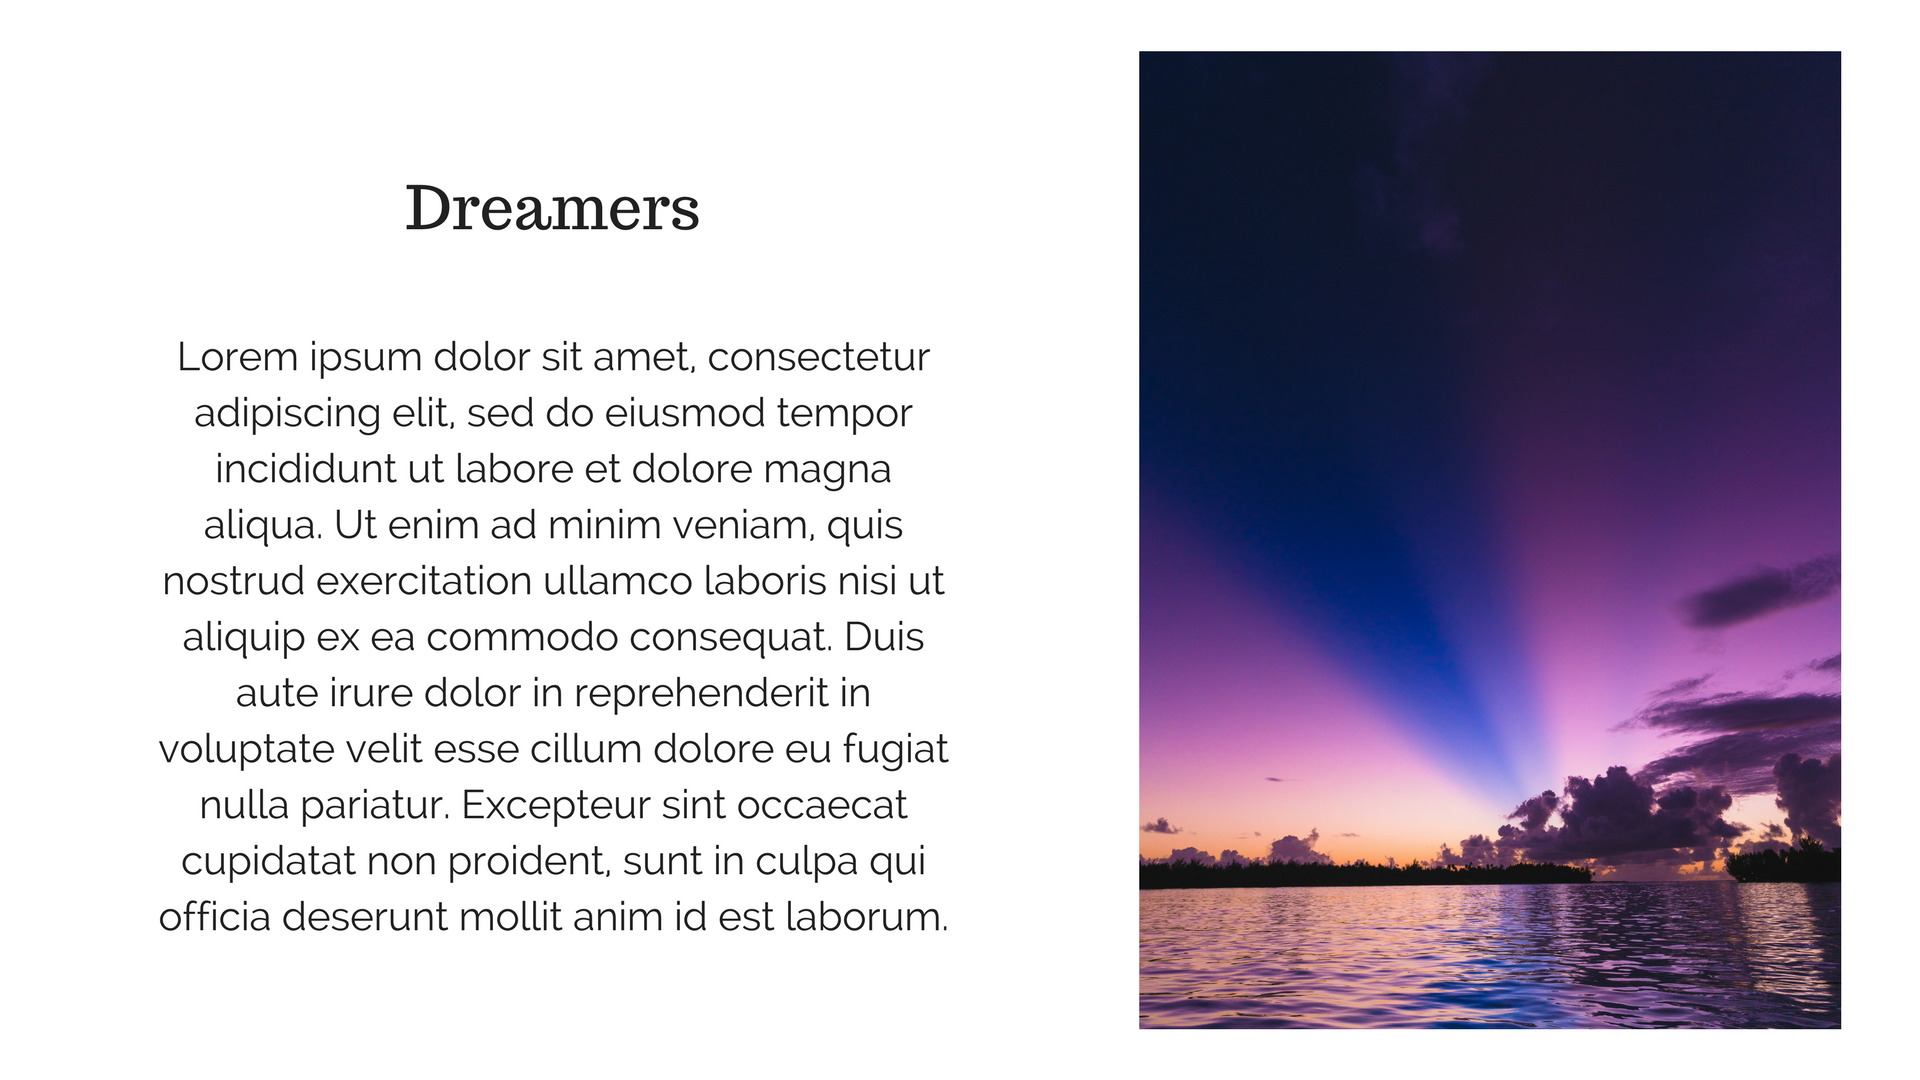 Dreamers
Lorem ipsum dolor sit amet, consectetur
adipiscing elit, sed do eiusmod tempor
incididunt ut labore et dolore magna
aliqua. Ut enim ad minim veniam, quis
nostrud exercitation ullamco laboris nisi ut
aliquip ex ea commodo consequat. Duis
aute irure dolor in reprehenderit in
voluptate velit esse cillum dolore eu fugiat
nulla pariatur. Excepteur sint occaecat
cupidatat non proident, sunt in culpa qui
officia deserunt mollit anim id est laborum.